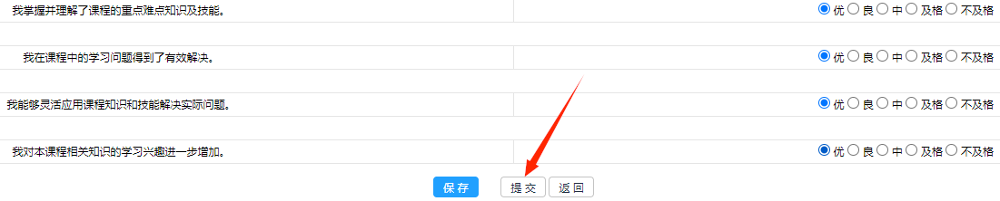 我掌握并理解了课程的重点难点知识及技能。 优 良 中 及格 不及格
我在课程中的学习问题得到了有效解决。 优 良 中 及格 不及格
我能够灵活应用课程知识和技能解决实际问题。 优 良 中 及格 不及格
我对本课程相关知识的学习兴趣进一步增加。 优 良 中 及格 不及格
保存 提交 返回